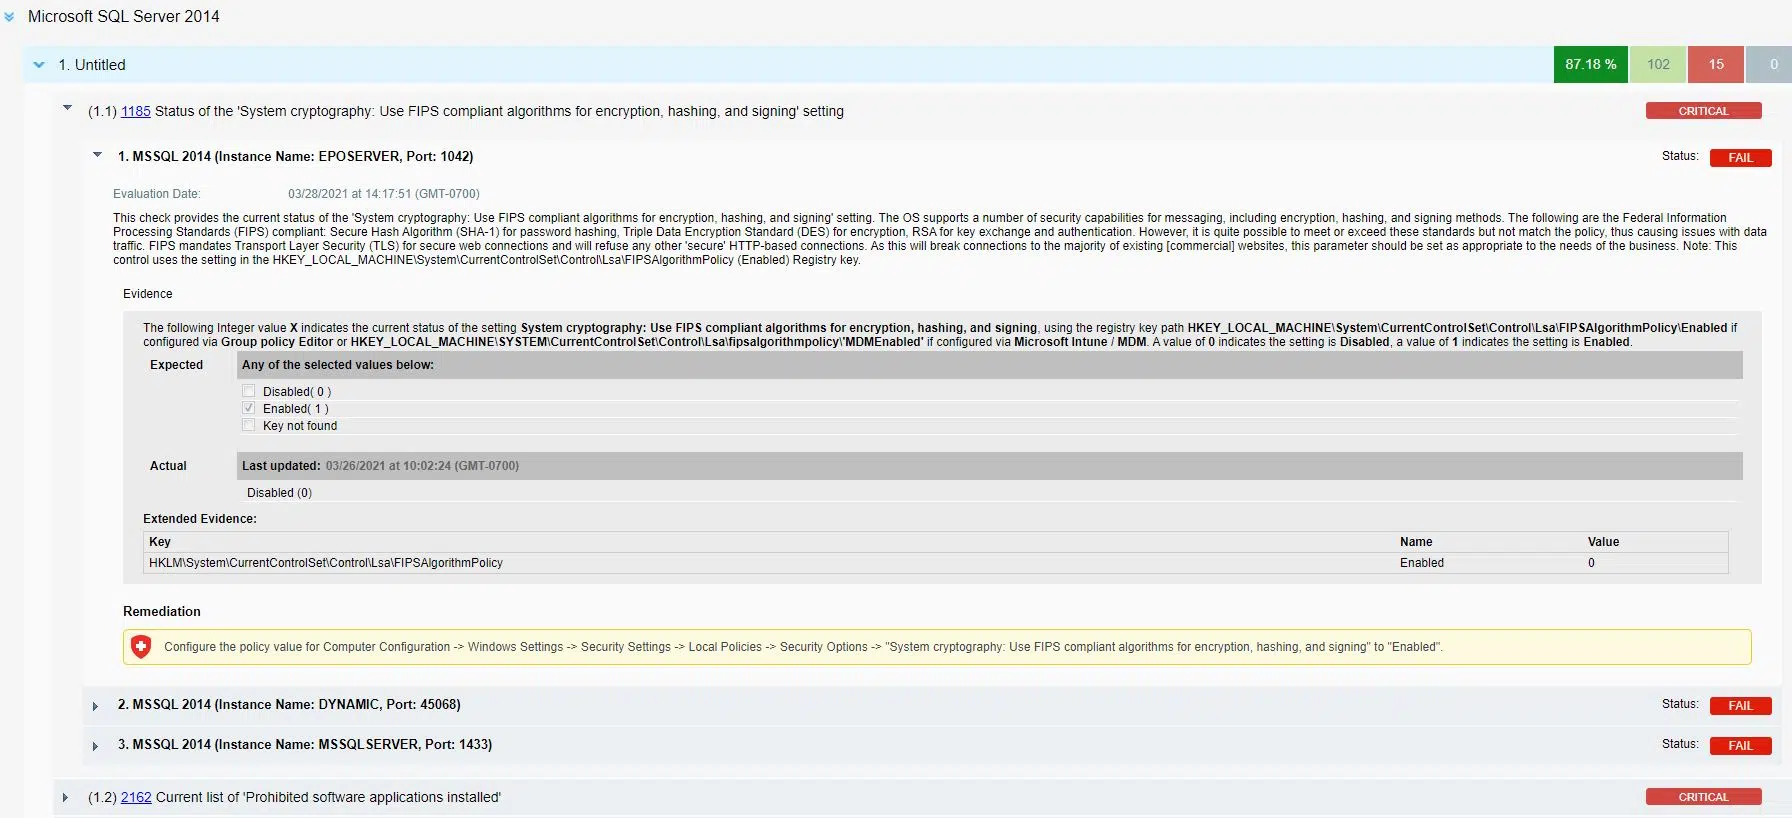 Microsoft SQL Server 2014
1. Untitled 87.18 % 102 15 0
(1.1) 1185 Status of the 'System cryptography: Use FIPS compliant algorithms for encryption, hashing, and signing' setting CRITICAL
1. MSSQL 2014 (Instance Name: EPOSERVER, Port: 1042) Status: FAIL
Evaluation Date: 03/28/2021 at 14:17:51 (GMT-0700)
This check provides the current status of the 'System cryptography: Use FIPS compliant algorithms for encryption, hashing, and signing' setting. The OS supports a number of security capabilities for messaging, including encryption, hashing, and signing methods. The following are the Federal Information
Processing Standards (FIPS) compliant: Secure Hash Algorithm (SHA-1) for password hashing, Triple Data Encryption Standard (DES) for encryption, RSA for key exchange and authentication. However, it is quite possible to meet or exceed these standards but not match the policy, thus causing issues with data
traffic. FIPS mandates Transport Layer Security (TLS) for secure web connections and will refuse any other 'secure' HTTP-based connections. As this will break connections to the majority of existing [commercial] websites, this parameter should be set as appropriate to the needs of the business. Note: This
control uses the setting in the HKEY_LOCAL_MACHINE\System\CurrentControlSet\Control\Lsa\FIPSAlgorithmPolicy (Enabled) Registry key.
Evidence
The following Integer value X indicates the current status of the setting System cryptography: Use FIPS compliant algorithms for encryption, hashing, and signing, using the registry key path HKEY_LOCAL_MACHINE\System\CurrentControlSet\Control\Lsa\FIPSAlgorithmPolicy\Enabled if
configured via Group policy Editor or HKEY_LOCAL_MACHINE\SYSTEM\CurrentControlSet\Control\Lsa\fipsalgorithmpolicy\'MDMEnabled' if configured via Microsoft Intune / MDM. A value of 0 indicates the setting is Disabled, a value of 1 indicates the setting is Enabled.
Expected Any of the selected values below:
Disabled( 0 )
Enabled( 1 )
Key not found
Actual Last updated: 03/26/2021 at 10:02:24 (GMT-0700)
Disabled (0)
Extended Evidence:
Key Name Value
HKLM\System\CurrentControlSet\Control\Lsa\FIPSAlgorithmPolicy Enabled 0
Remediation
Configure the policy value for Computer Configuration -> Windows Settings -> Security Settings -> Local Policies -> Security Options -> "System cryptography: Use FIPS compliant algorithms for encryption, hashing, and signing" to "Enabled".
2. MSSQL 2014 (Instance Name: DYNAMIC, Port: 45068) Status: FAIL
3. MSSQL 2014 (Instance Name: MSSQLSERVER, Port: 1433) Status: FAIL
(1.2) 2162 Current list of 'Prohibited software applications installed' CRITICAL